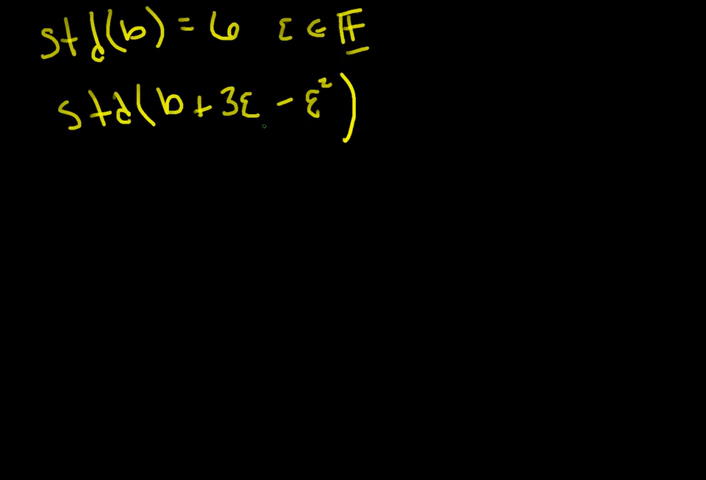 std(b) = 6 ε ∈ 𝔽
std(b + 3ε - ε²)